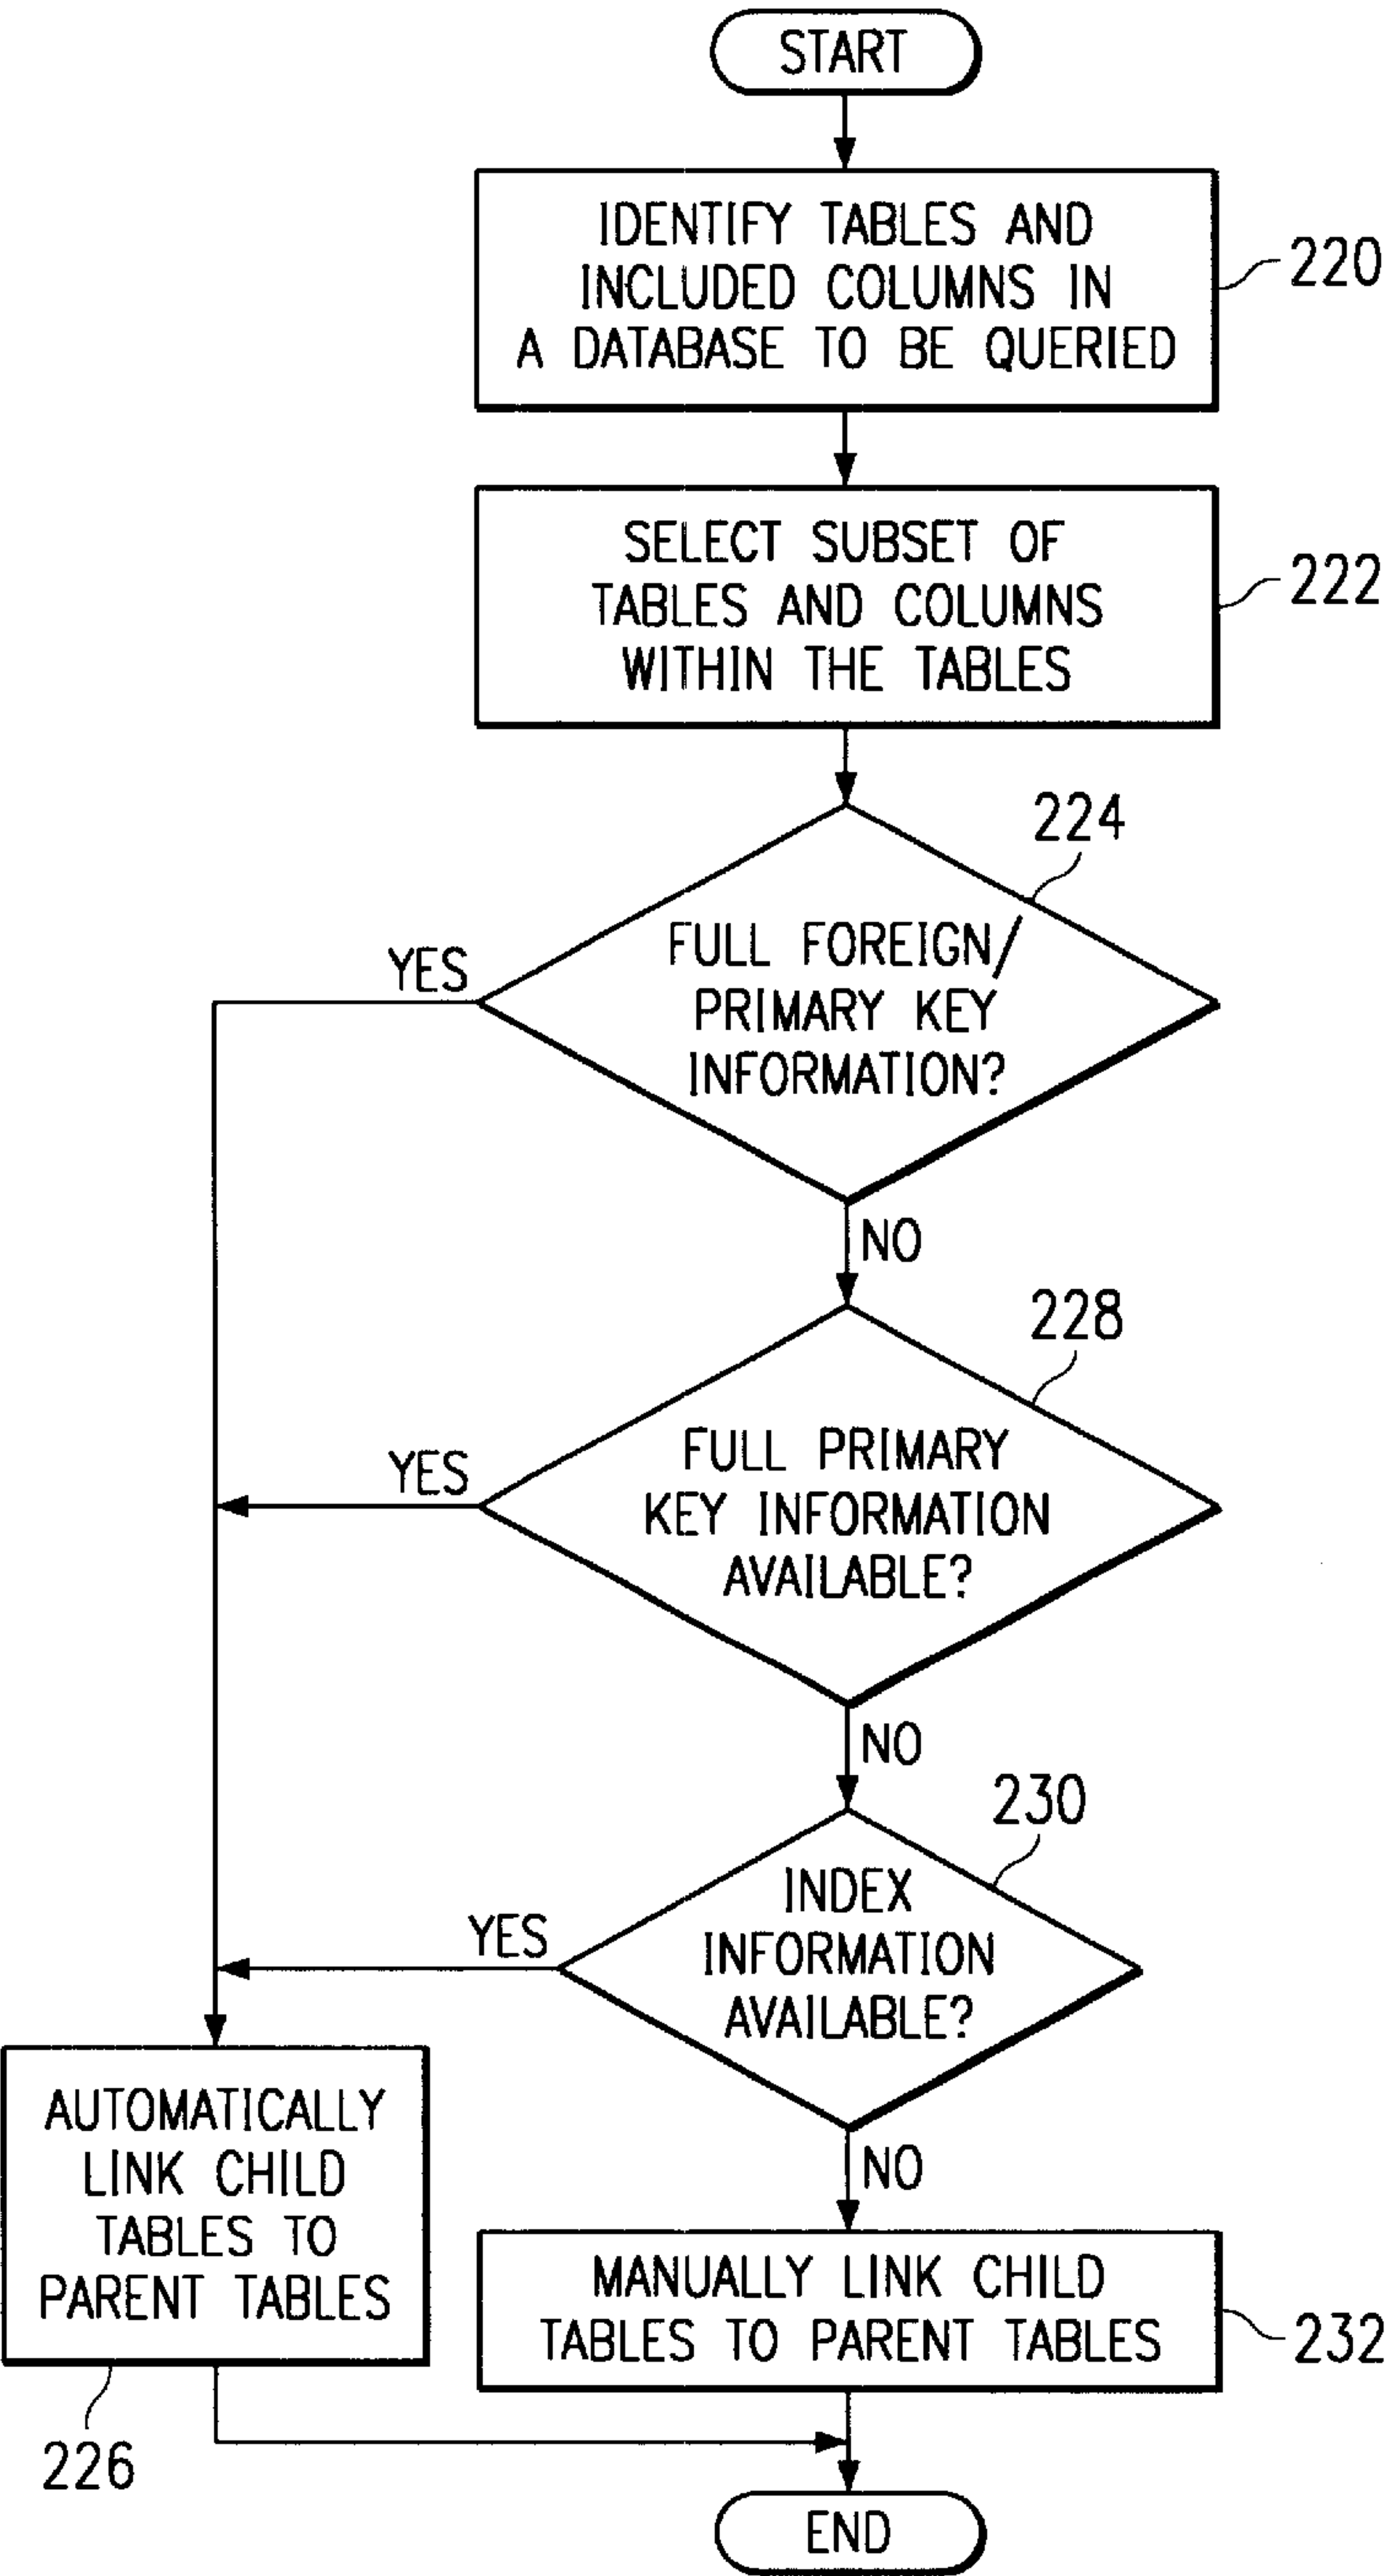 START
IDENTIFY TABLES AND
INCLUDED COLUMNS IN
A DATABASE TO BE QUERIED
220
SELECT SUBSET OF
TABLES AND COLUMNS
WITHIN THE TABLES
222
224
FULL FOREIGN/
PRIMARY KEY
INFORMATION?
YES
NO
228
FULL PRIMARY
KEY INFORMATION
AVAILABLE?
YES
NO
230
INDEX
INFORMATION
AVAILABLE?
YES
NO
AUTOMATICALLY
LINK CHILD
TABLES TO
PARENT TABLES
226
MANUALLY LINK CHILD
TABLES TO PARENT TABLES
232
END